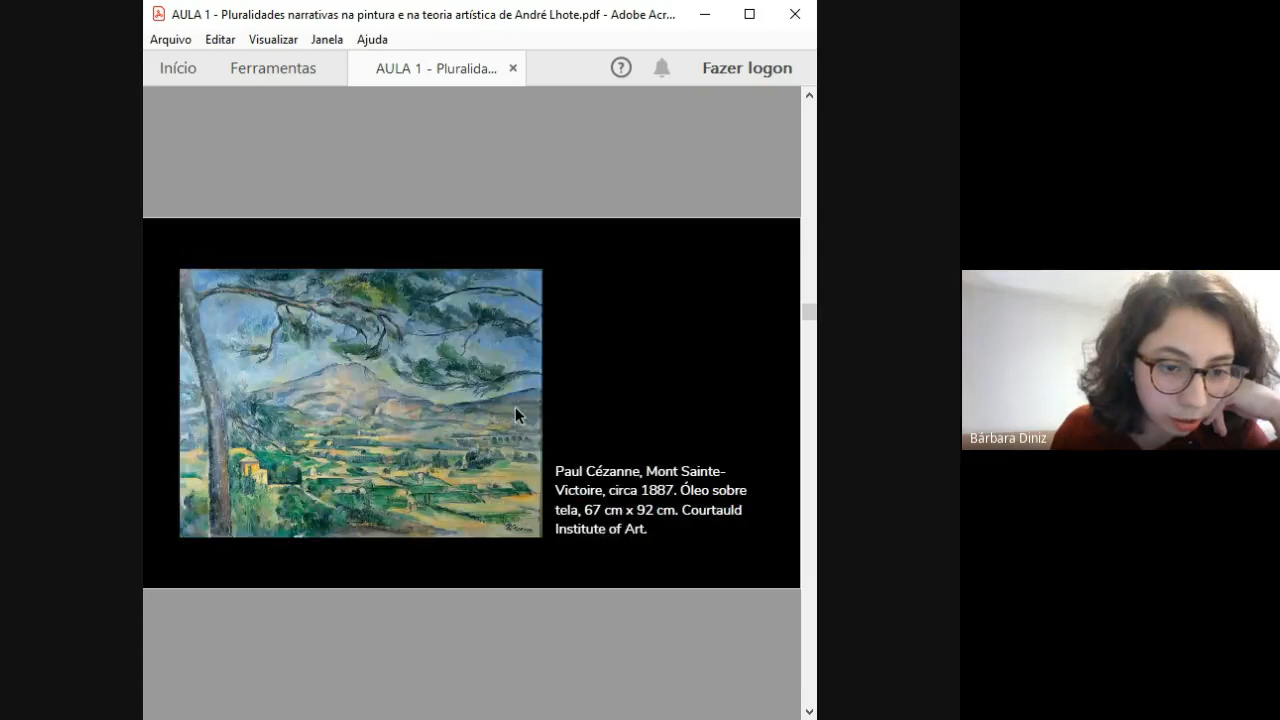 AULA 1 - Pluralidades narrativas na pintura e na teoria artística de André Lhote.pdf - Adobe Acr...
Arquivo Editar Visualizar Janela Ajuda
Início Ferramentas AULA 1 - Pluralida... Fazer logon
Paul Cézanne, Mont Sainte-
Victoire, circa 1887. Óleo sobre
tela, 67 cm x 92 cm. Courtauld
Institute of Art.
Bárbara Diniz